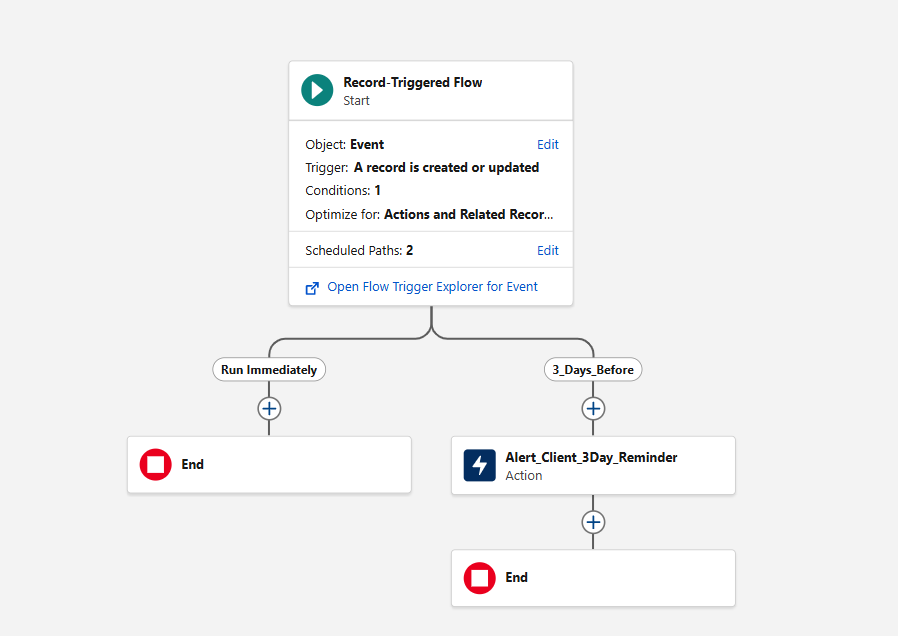 Record-Triggered Flow
Start
Object: Event Edit
Trigger: A record is created or updated
Conditions: 1
Optimize for: Actions and Related Recor...
Scheduled Paths: 2 Edit
Open Flow Trigger Explorer for Event
Run Immediately
3_Days_Before
End
Alert_Client_3Day_Reminder
Action
End